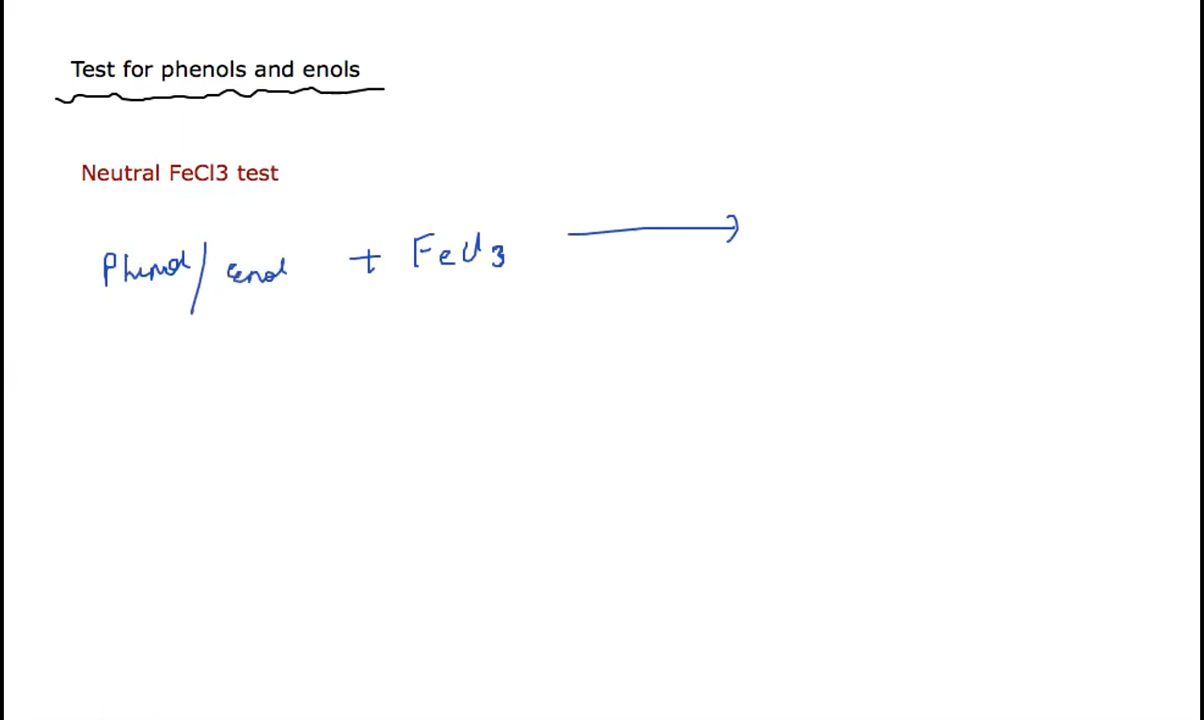 Test for phenols and enols
Neutral FeCl3 test
Phenol/ enol + FeCl3